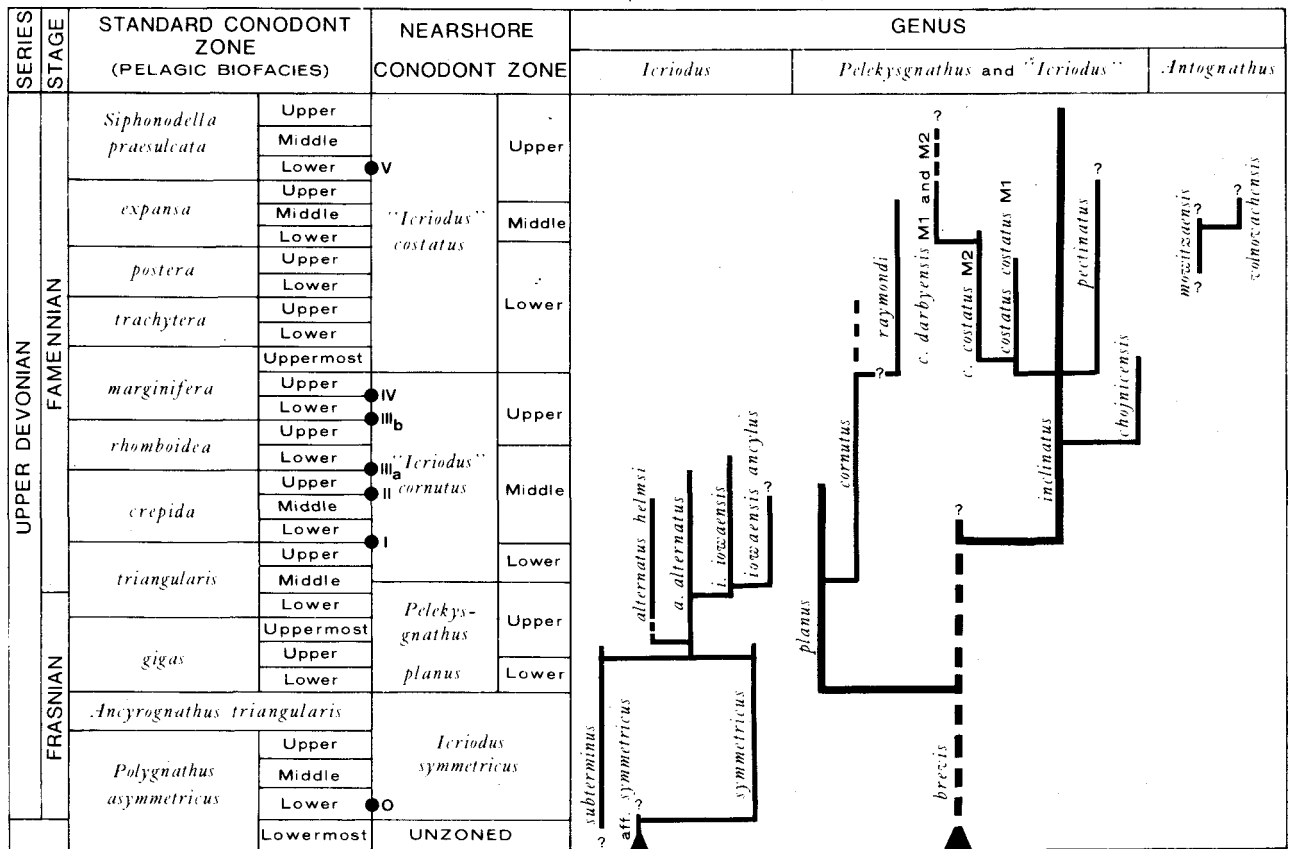 SERIES
STAGE
STANDARD CONODONT
ZONE
(PELAGIC BIOFACIES)
NEARSHORE
CONODONT ZONE
GENUS
Icriodus
Pelekysgnathus and "Icriodus"
Antognathus
UPPER DEVONIAN
FAMENNIAN
FRASNIAN
Siphonodella
praesulcata
Upper
Middle
Lower
expansa
Upper
Middle
Lower
postera
Upper
Lower
trachytera
Upper
Lower
marginifera
Uppermost
Upper
Lower
rhomboidea
Upper
Lower
crepida
Upper
Middle
Lower
triangularis
Upper
Middle
Lower
gigas
Uppermost
Upper
Lower
Ancyrognathus triangularis
Polygnathus
asymmetricus
Upper
Middle
Lower
Lowermost
V
IV
IIIb
IIIa
II
I
O
"Icriodus"
costatus
Upper
Middle
Lower
"Icriodus"
cornutus
Upper
Middle
Lower
Pelekys-
gnathus
planus
Upper
Lower
Icriodus
symmetricus
UNZONED
subterminus
?
aff. symmetricus
?
symmetricus
alternatus helmsi
a. alternatus
i. iowaensis
iowaensis ancylus
?
planus
cornutus
?
raymondi
brevis
?
c. darbyensis M1 and M2
?
c. costatus M2
costatus costatus M1
inclinatus
pectinatus
?
chojnicensis
mowitzaensis
?
?
volnovachensis
?